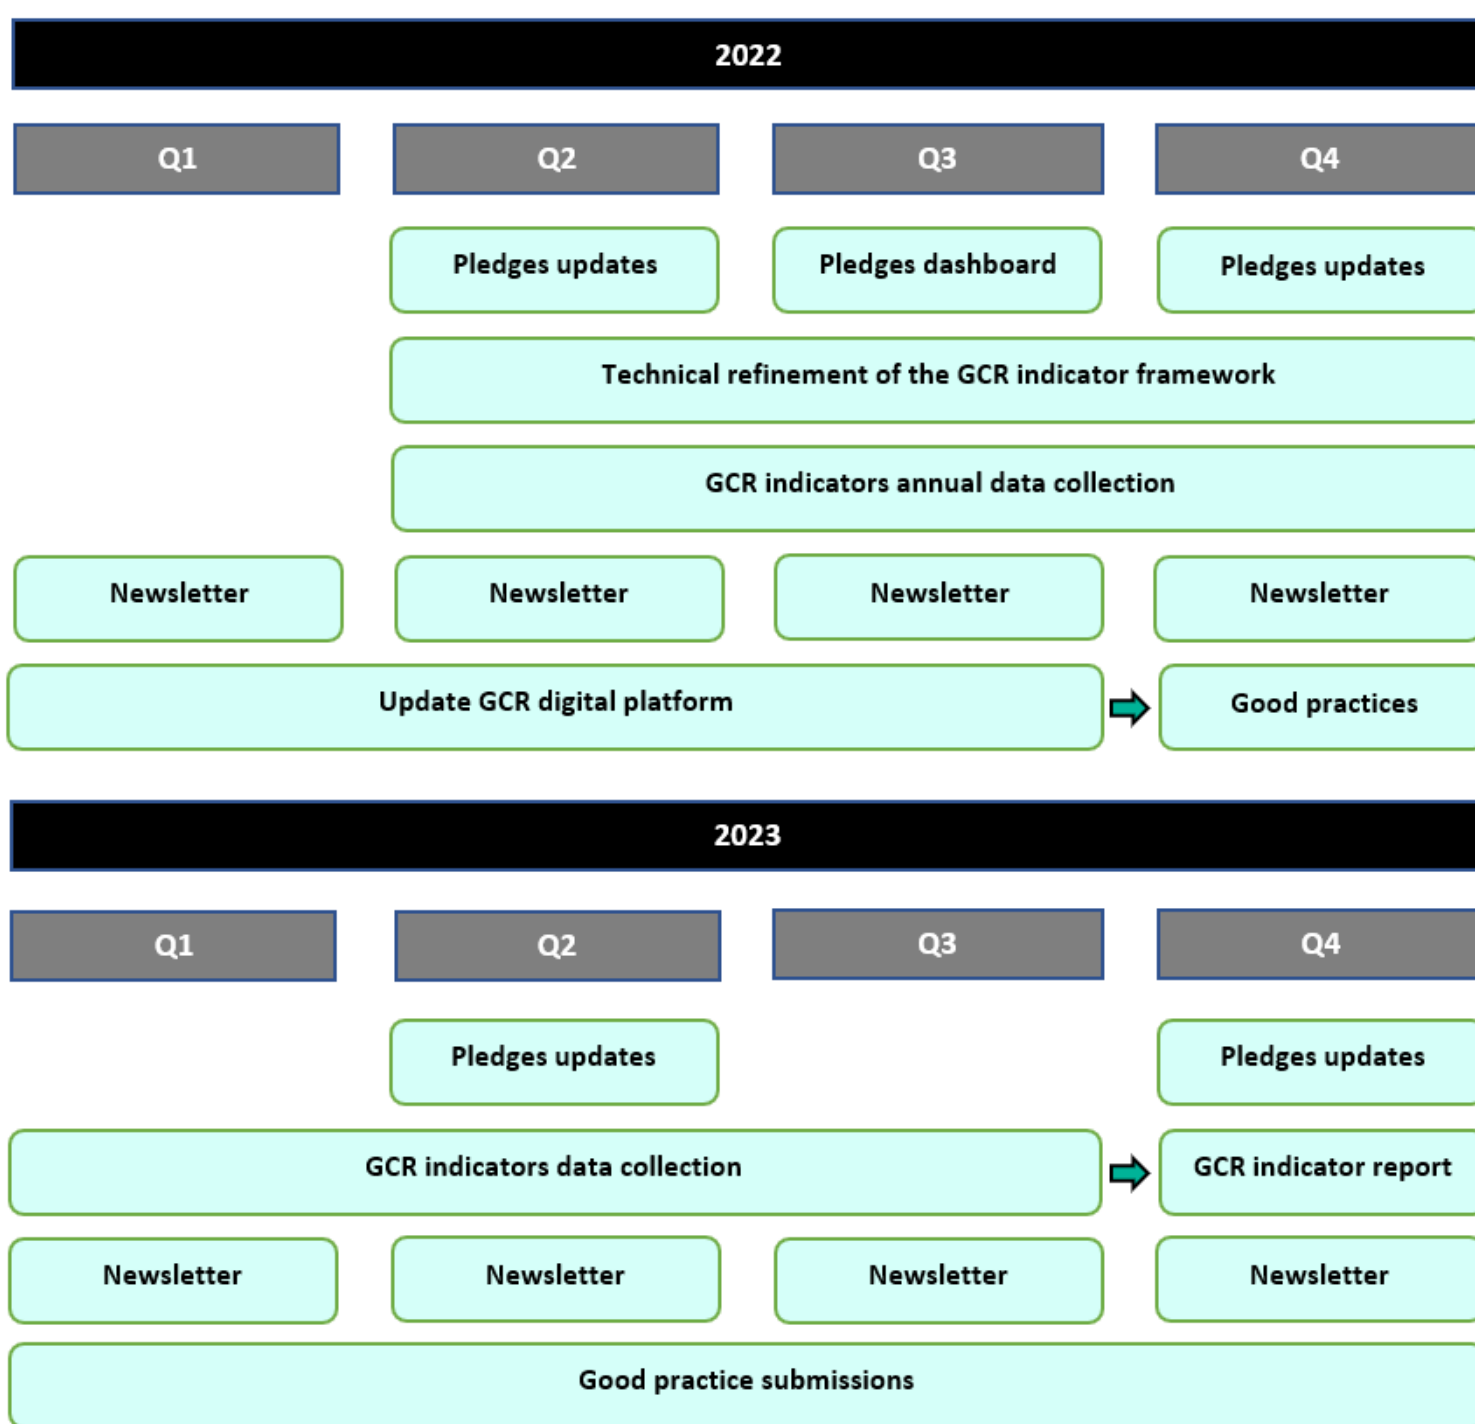 2022
Q1 Q2 Q3 Q4
Pledges updates Pledges dashboard Pledges updates
Technical refinement of the GCR indicator framework
GCR indicators annual data collection
Newsletter Newsletter Newsletter Newsletter
Update GCR digital platform Good practices
2023
Q1 Q2 Q3 Q4
Pledges updates Pledges updates
GCR indicators data collection GCR indicator report
Newsletter Newsletter Newsletter Newsletter
Good practice submissions